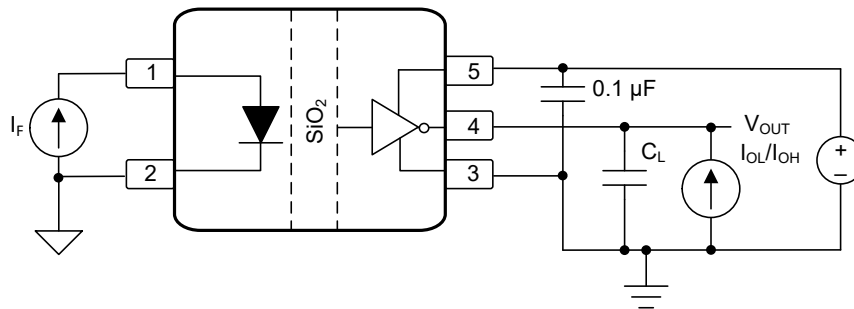 1
5
0.1 µF
I_F
SiO₂
4
V_OUT
I_OL/I_OH
C_L
+
–
2
3